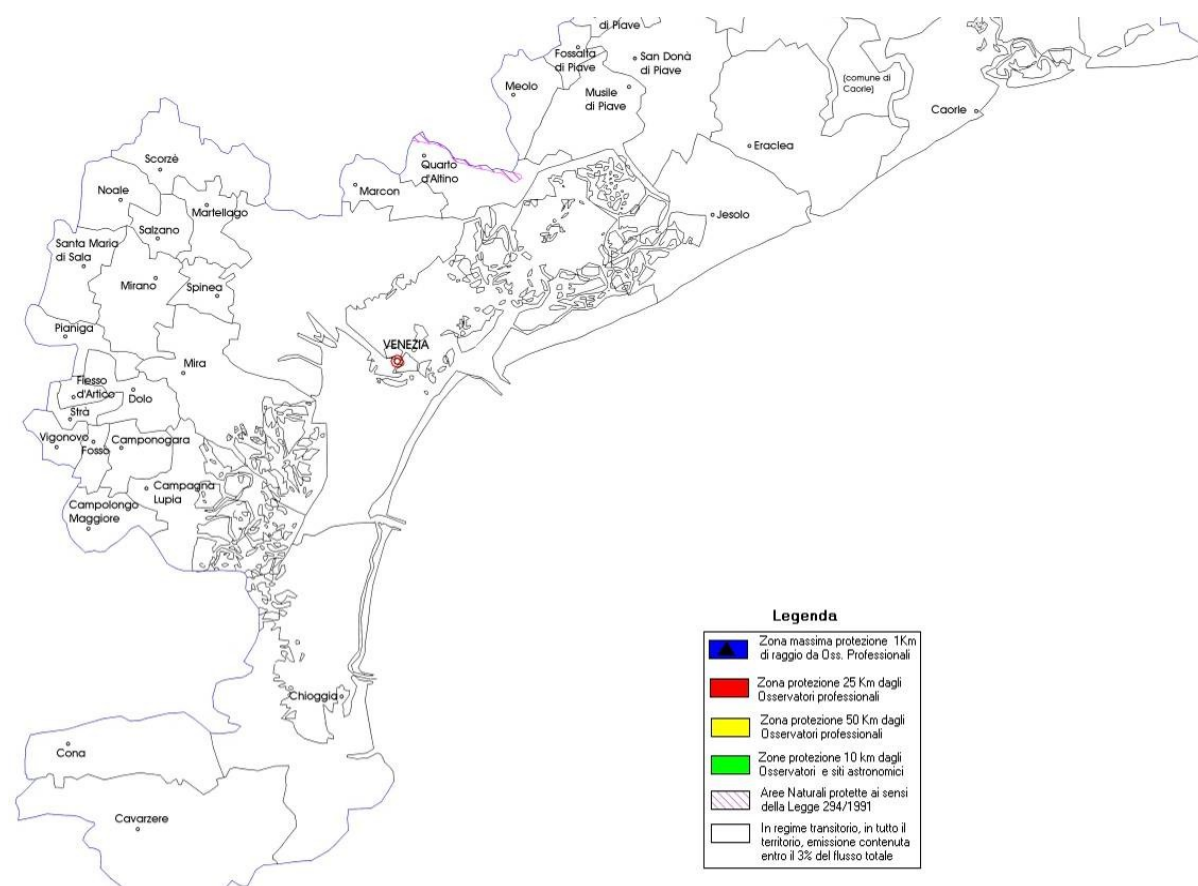 di Piave
Fossalta
di Piave
San Donà
di Piave
Meolo
Musile
di Piave
(comune di
Caorle)
Caorle
Eraclea
Scorzè
Quarto
d'Altino
Noale
Marcon
Martellago
Jesolo
Salzano
Santa Maria
di Sala
Mirano
Spinea
Pianiga
VENEZIA
Mira
Fiesso
d'Artico
Dolo
Strà
Vigonovo
Fossò
Camponogara
Campagna
Lupia
Campolongo
Maggiore
Chioggia
Cona
Cavarzere
Legenda
Zona massima protezione 1Km
di raggio da Oss. Professionali
Zona protezione 25 Km dagli
Osservatori professionali
Zona protezione 50 Km dagli
Osservatori professionali
Zone protezione 10 km dagli
Osservatori e siti astronomici
Aree Naturali protette ai sensi
della Legge 294/1991
In regime transitorio, in tutto il
territorio, emissione contenuta
entro il 3% del flusso totale